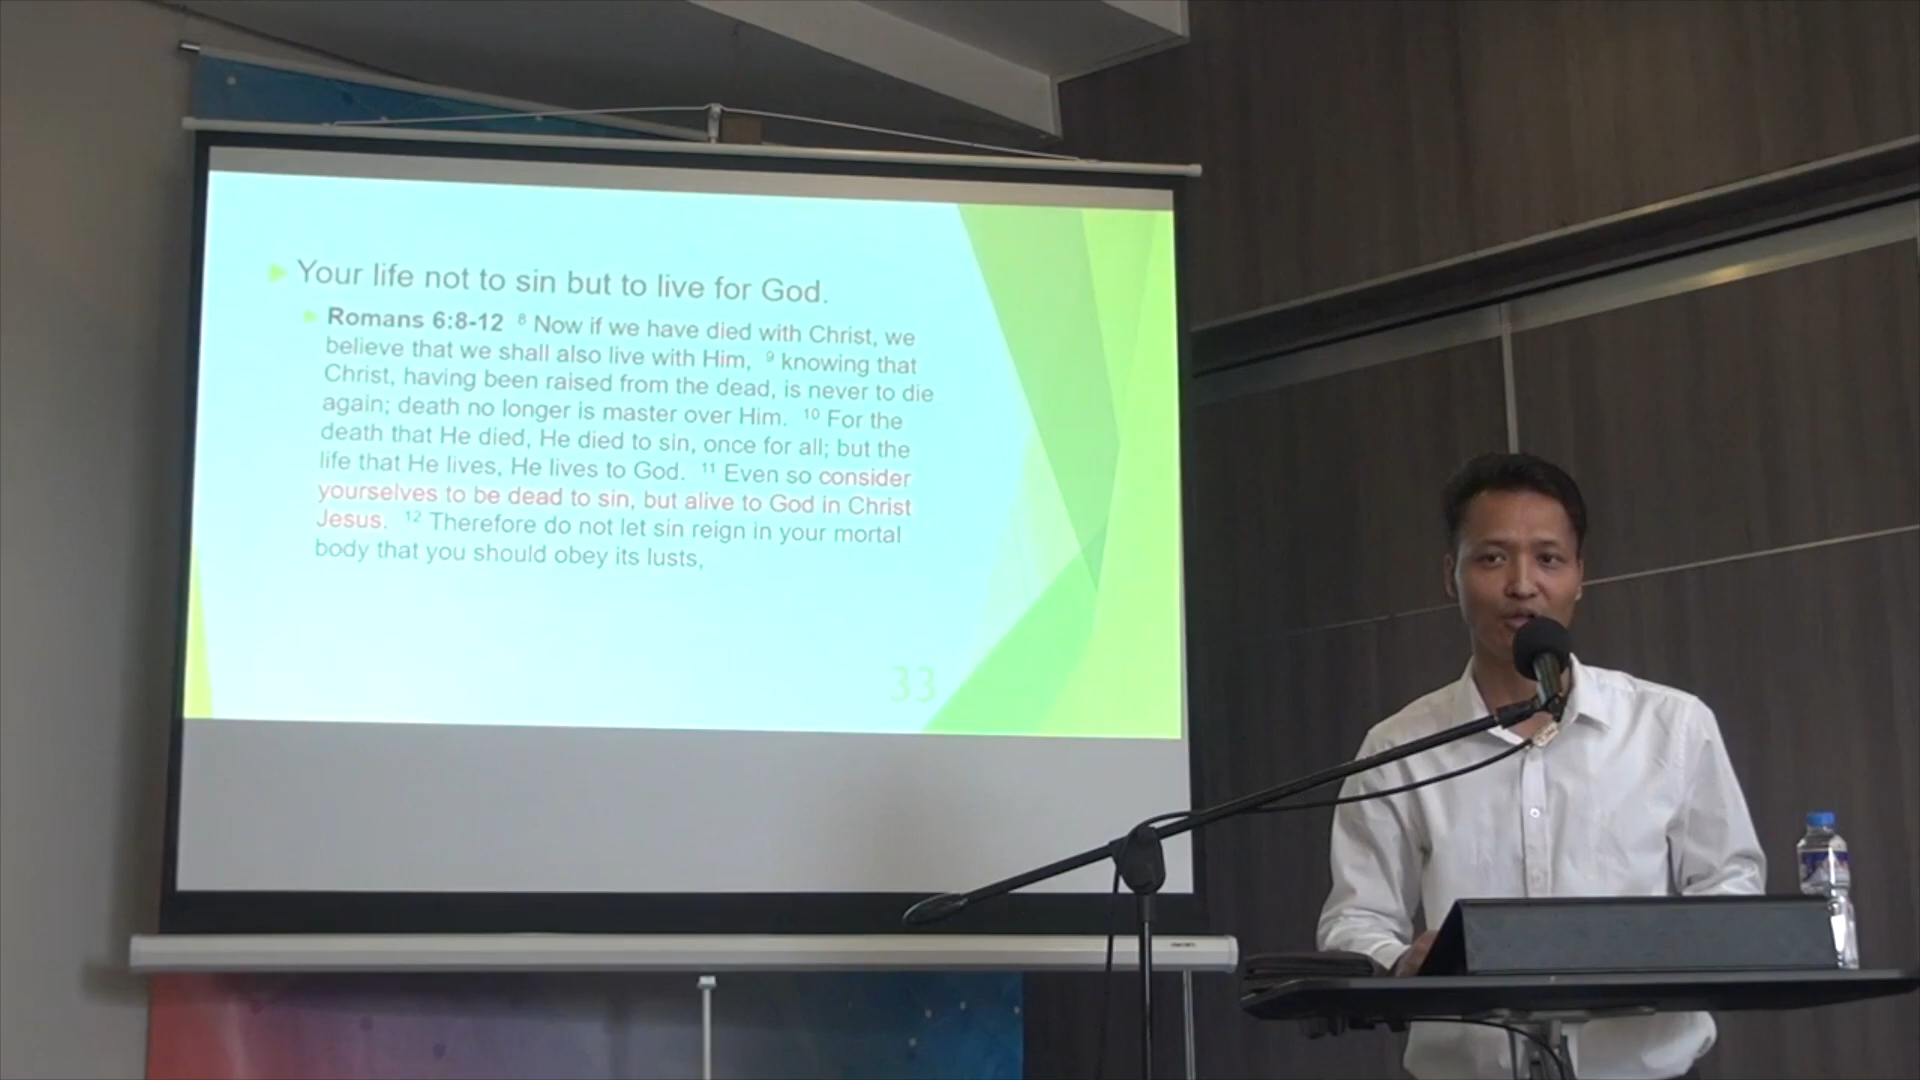 Your life not to sin but to live for God.
Romans 6:8-12 ⁸ Now if we have died with Christ, we
believe that we shall also live with Him, ⁹ knowing that
Christ, having been raised from the dead, is never to die
again; death no longer is master over Him. ¹⁰ For the
death that He died, He died to sin, once for all; but the
life that He lives, He lives to God. ¹¹ Even so consider
yourselves to be dead to sin, but alive to God in Christ
Jesus. ¹² Therefore do not let sin reign in your mortal
body that you should obey its lusts,
33